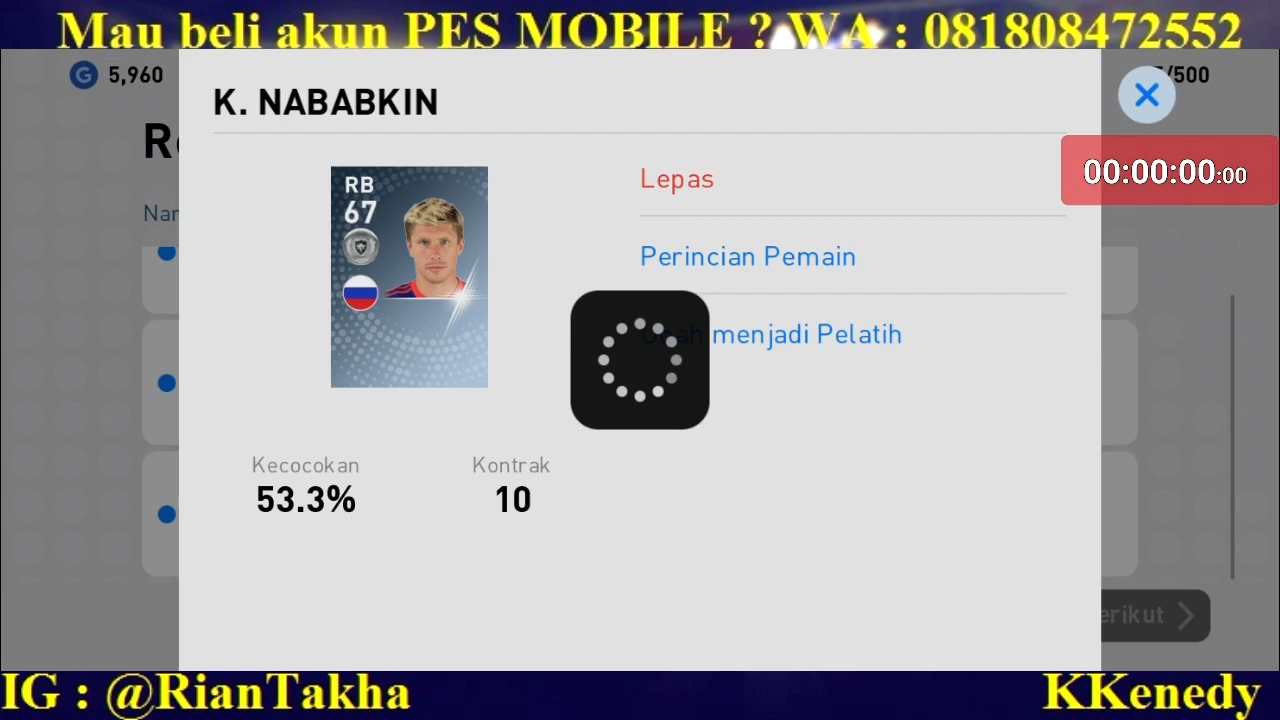 Mau beli akun PES MOBILE ? WA : 081808472552
G 5,960
/500
K. NABABKIN
00:00:00:00
RB
67
Lepas
Nar
Perincian Pemain
menjadi Pelatih
Kecocokan
Kontrak
53.3%
10
erikut
IG : @RianTakha
KKenedy